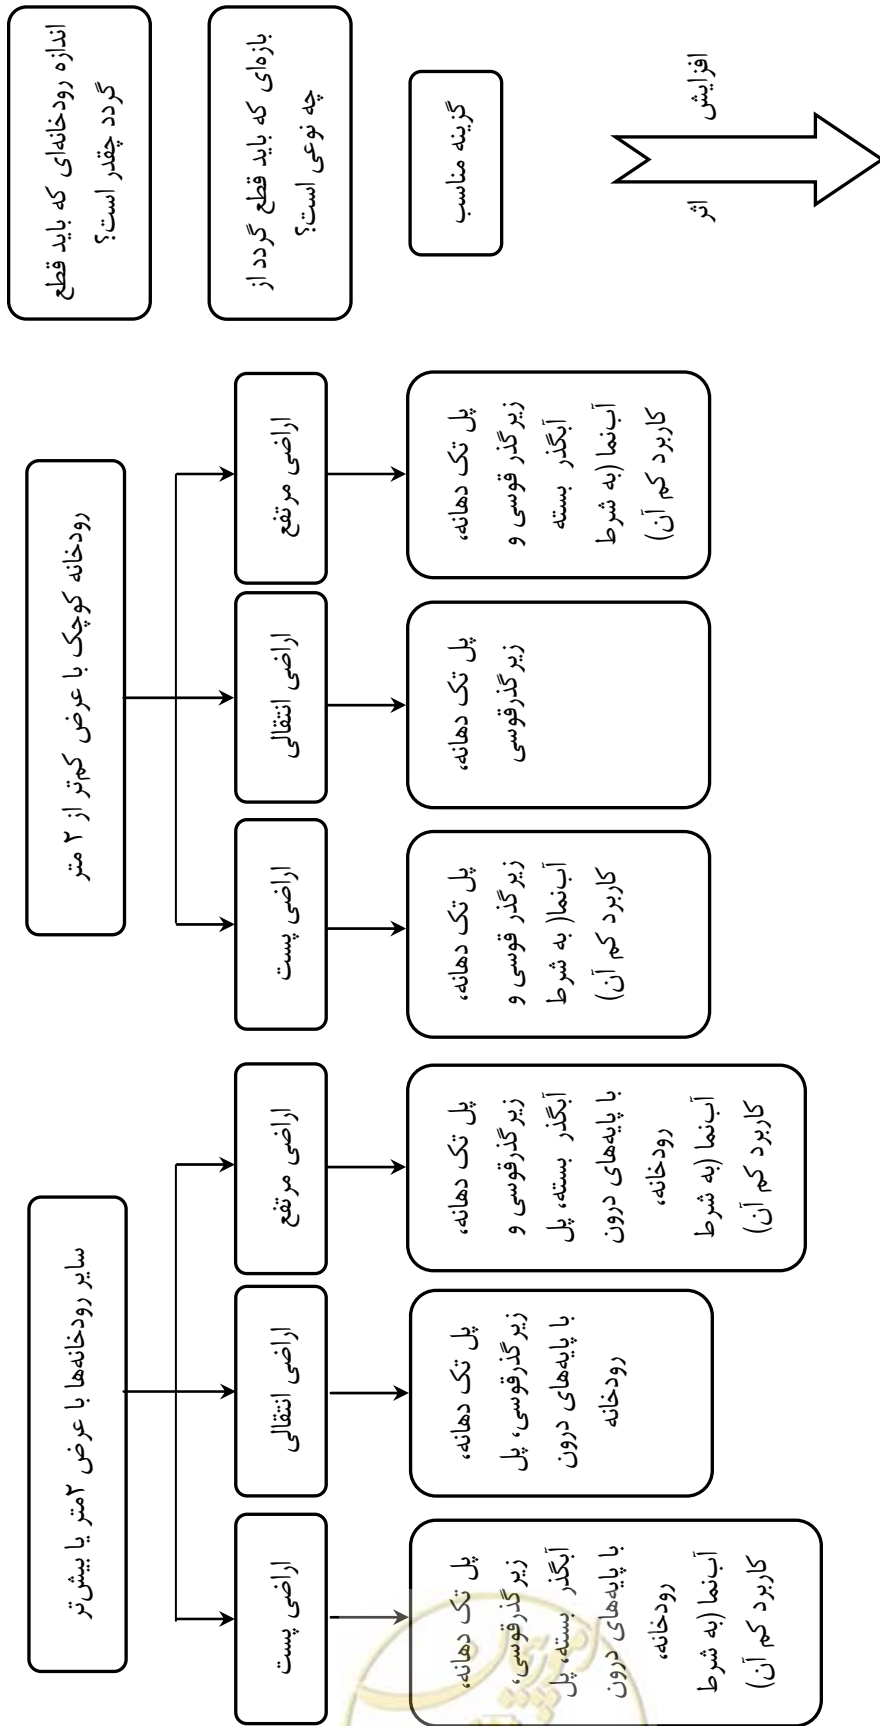 اندازه رودخانه‌ای که باید قطع
گردد چقدر است؟
رودخانه کوچک با عرض کم‌تر از ۲ متر
سایر رودخانه‌ها با عرض ۲متر یا بیش‌تر
بازه‌ای که باید قطع گردد از
چه نوعی است؟
اراضی مرتفع
اراضی انتقالی
اراضی پست
اراضی مرتفع
اراضی انتقالی
اراضی پست
گزینه مناسب
پل تک دهانه،
زیرگذر قوسی و
آبگذر بسته
آب‌نما (به شرط
کاربرد کم آن)
پل تک دهانه،
زیرگذرقوسی
پل تک دهانه،
زیرگذر قوسی و
آب‌نما( به شرط
کاربرد کم آن)
پل تک دهانه،
زیرگذرقوسی و
آبگذر بسته، پل
با پایه‌های درون
رودخانه،
آب‌نما (به شرط
کاربرد کم آن)
پل تک دهانه،
زیرگذرقوسی، پل
با پایه‌های درون
رودخانه
پل تک دهانه،
زیرگذرقوسی،
آبگذر بسته، پل
با پایه‌های درون
رودخانه،
آب‌نما (به شرط
کاربرد کم آن)
افزایش
اثر